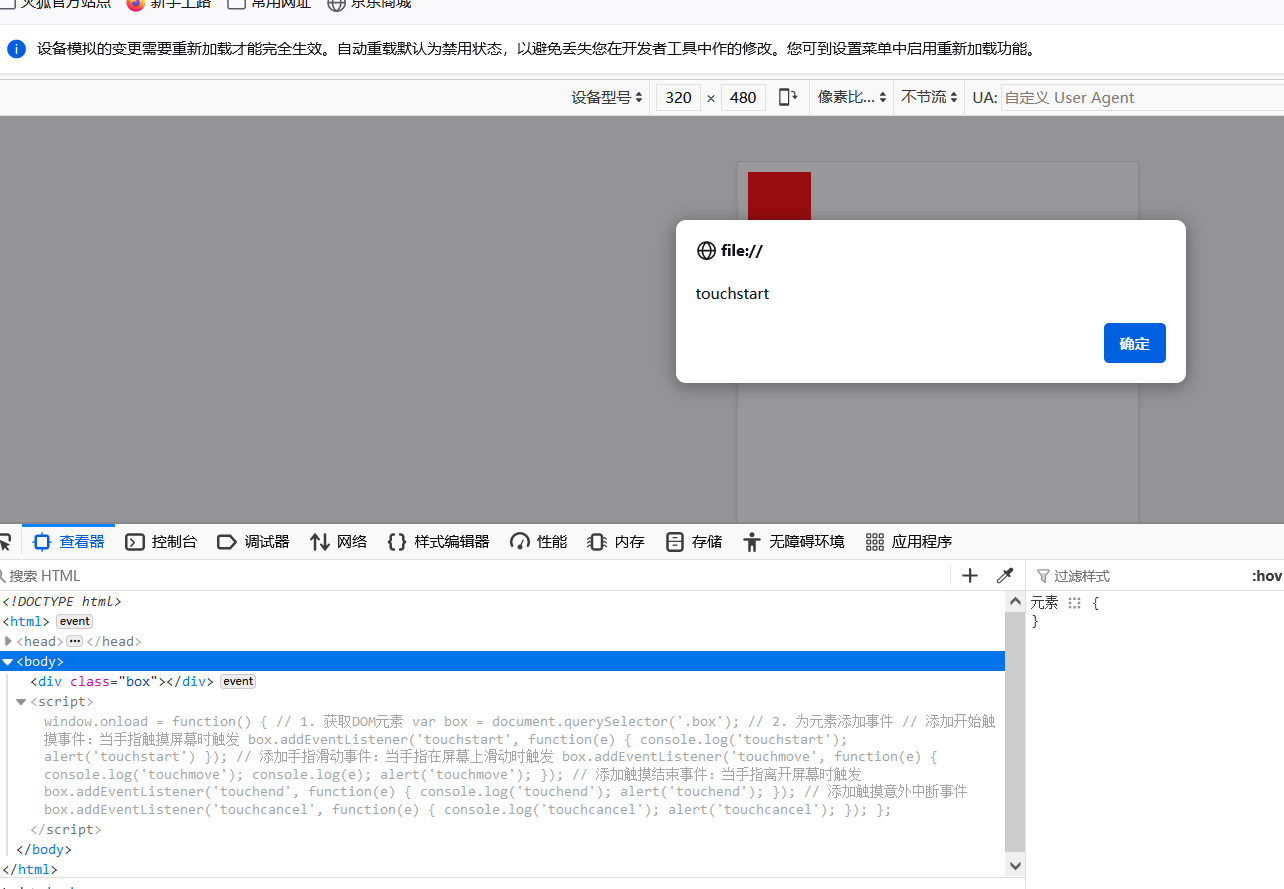 火狐官方站点 新手上路 常用网址 京东商城
设备模拟的变更需要重新加载才能完全生效。自动重载默认为禁用状态，以避免丢失您在开发者工具中作的修改。您可到设置菜单中启用重新加载功能。
设备型号 320 × 480 像素比... 不节流 UA: 自定义 User Agent
file://
touchstart
确定
查看器 控制台 调试器 网络 样式编辑器 性能 内存 存储 无障碍环境 应用程序
搜索 HTML
过滤样式 :hov
<!DOCTYPE html>
<html> event
<head> ··· </head>
<body>
<div class="box"></div> event
<script>
window.onload = function() { // 1. 获取DOM元素 var box = document.querySelector('.box'); // 2. 为元素添加事件 // 添加开始触
摸事件: 当手指触摸屏幕时触发 box.addEventListener('touchstart', function(e) { console.log('touchstart');
alert('touchstart') }); // 添加手指滑动事件: 当手指在屏幕上滑动时触发 box.addEventListener('touchmove', function(e) {
console.log('touchmove'); console.log(e); alert('touchmove'); }); // 添加触摸结束事件: 当手指离开屏幕时触发
box.addEventListener('touchend', function(e) { console.log('touchend'); alert('touchend'); }); // 添加触摸意外中断事件
box.addEventListener('touchcancel', function(e) { console.log('touchcancel'); alert('touchcancel'); }); };
</script>
</body>
</html>
元素 {
}